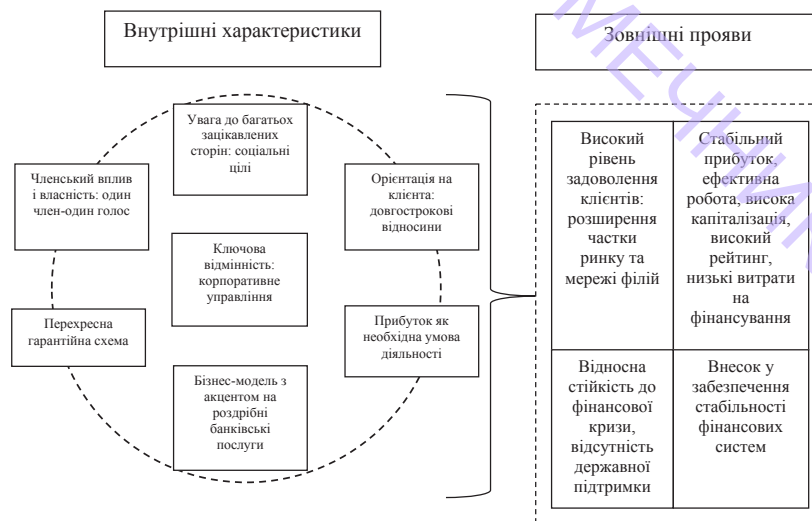 Внутрішні характеристики
Увага до багатьох
зацікавлених
сторін: соціальні
цілі
Членський вплив
і власність: один
член-один голос
Орієнтація на
клієнта:
довгострокові
відносини
Ключова
відмінність:
корпоративне
управління
Перехресна
гарантійна схема
Прибуток як
необхідна умова
діяльності
Бізнес-модель з
акцентом на
роздрібні
банківські
послуги
Зовнішні прояви
Високий
рівень
задоволення
клієнтів:
розширення
частки
ринку та
мережі філій
Стабільний
прибуток,
ефективна
робота, висока
капіталізація,
високий
рейтинг,
низькі витрати
на
фінансування
Відносна
стійкість до
фінансової
кризи,
відсутність
державної
підтримки
Внесок у
забезпечення
стабільності
фінансових
систем